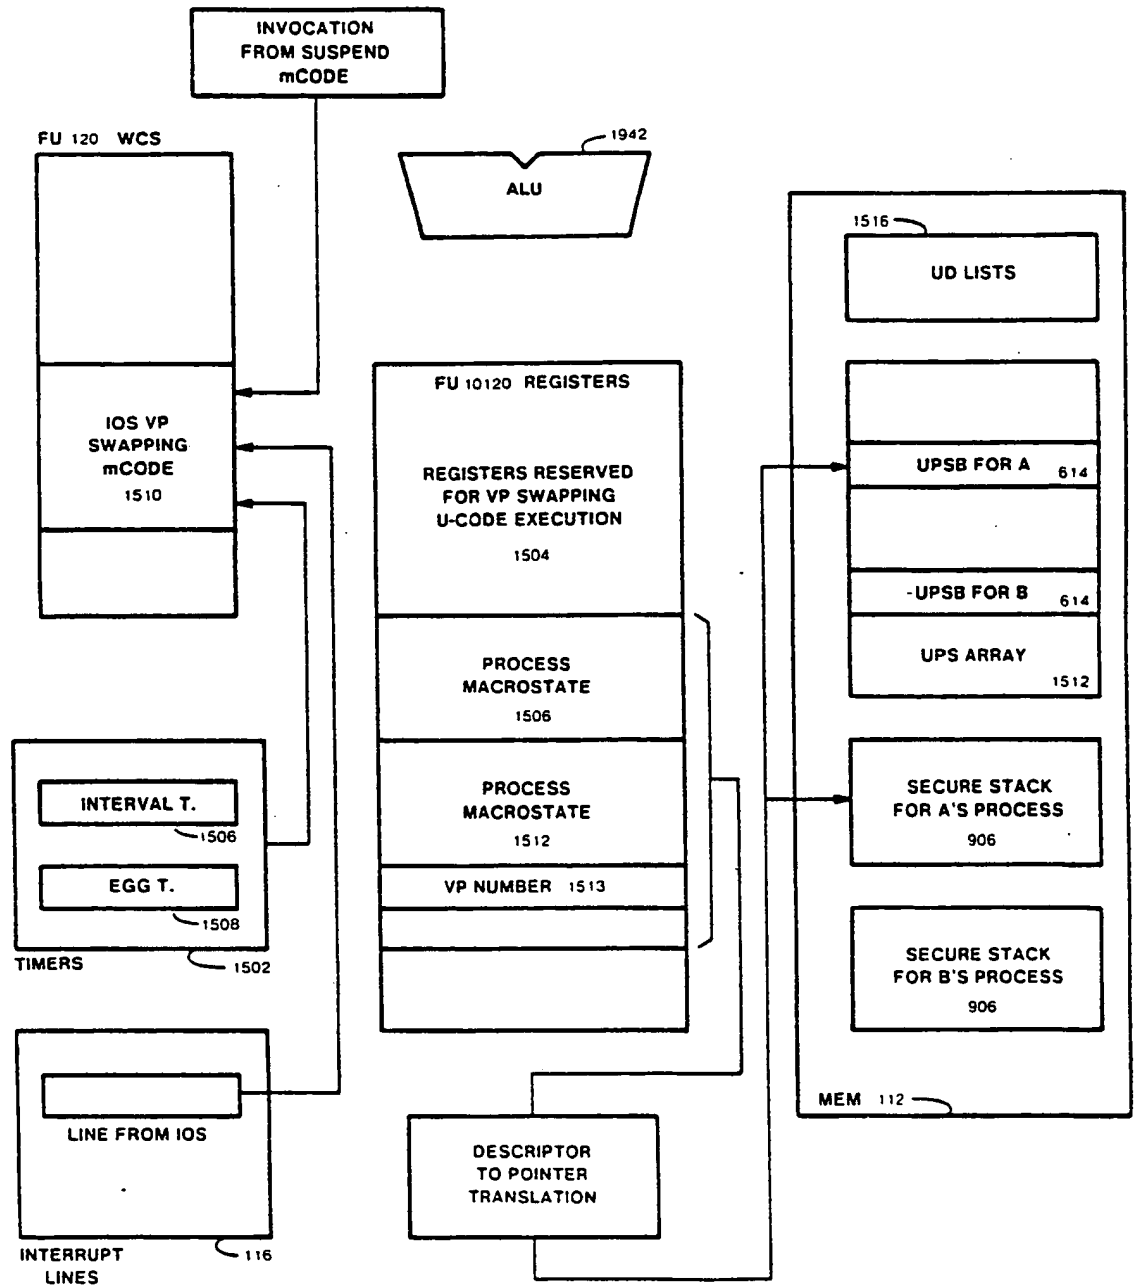 INVOCATION
FROM SUSPEND
mCODE
FU 120 WCS
IOS VP
SWAPPING
mCODE
1510
1942
ALU
FU 10120 REGISTERS
REGISTERS RESERVED
FOR VP SWAPPING
U-CODE EXECUTION
1504
PROCESS
MACROSTATE
1506
PROCESS
MACROSTATE
1512
VP NUMBER 1513
INTERVAL T.
1506
EGG T.
1508
TIMERS
1502
LINE FROM IOS
INTERRUPT
LINES
116
DESCRIPTOR
TO POINTER
TRANSLATION
1516
UD LISTS
UPSB FOR A
614
-UPSB FOR B
614
UPS ARRAY
1512
SECURE STACK
FOR A'S PROCESS
906
SECURE STACK
FOR B'S PROCESS
906
MEM 112